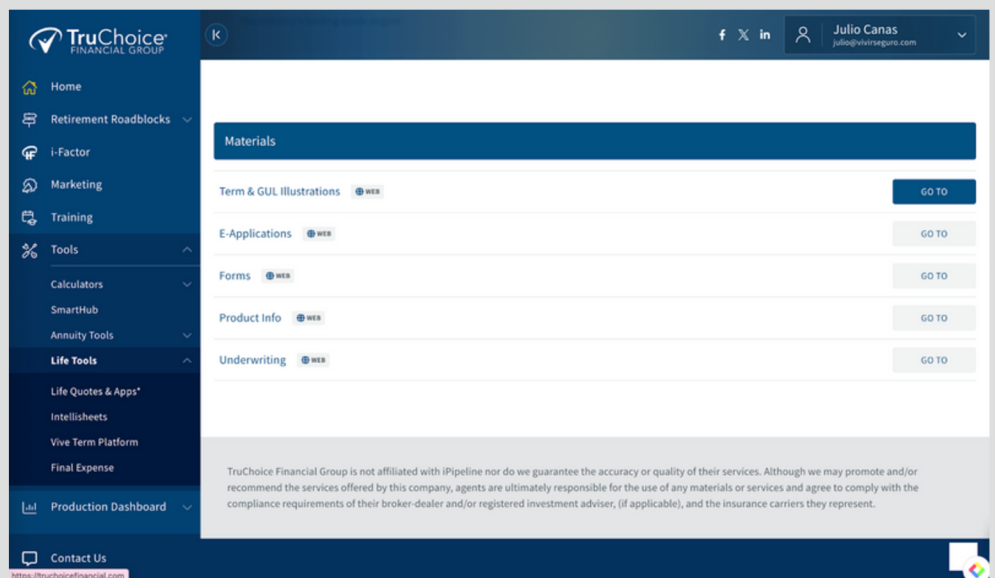 TruChoice®
FINANCIAL GROUP
f X in
Julio Canas
julio@vivirseguro.com
Home
Retirement Roadblocks
i-Factor
Marketing
Training
Tools
Calculators
SmartHub
Annuity Tools
Life Tools
Life Quotes & Apps*
Intellisheets
Vive Term Platform
Final Expense
Production Dashboard
Contact Us
https://truchoicefinancial.com
Materials
Term & GUL Illustrations WEB GO TO
E-Applications WEB GO TO
Forms WEB GO TO
Product Info WEB GO TO
Underwriting WEB GO TO
TruChoice Financial Group is not affiliated with iPipeline nor do we guarantee the accuracy or quality of their services. Although we may promote and/or
recommend the services offered by this company, agents are ultimately responsible for the use of any materials or services and agree to comply with the
compliance requirements of their broker-dealer and/or registered investment adviser, (if applicable), and the insurance carriers they represent.